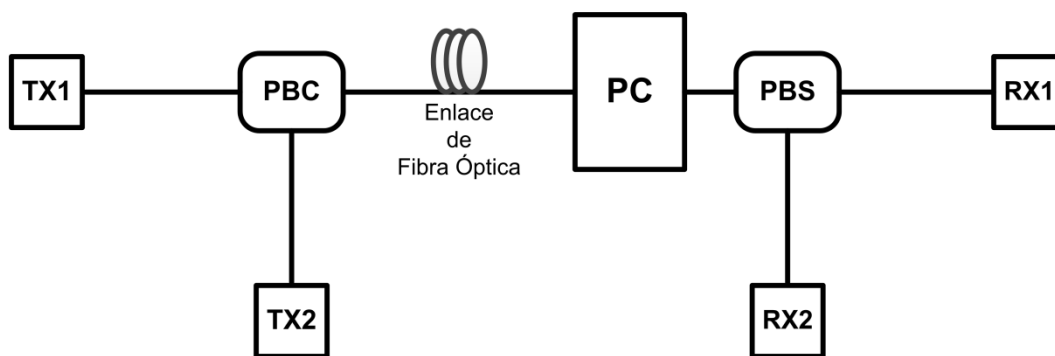 TX1
PBC
Enlace
de
Fibra Óptica
PC
PBS
RX1
TX2
RX2